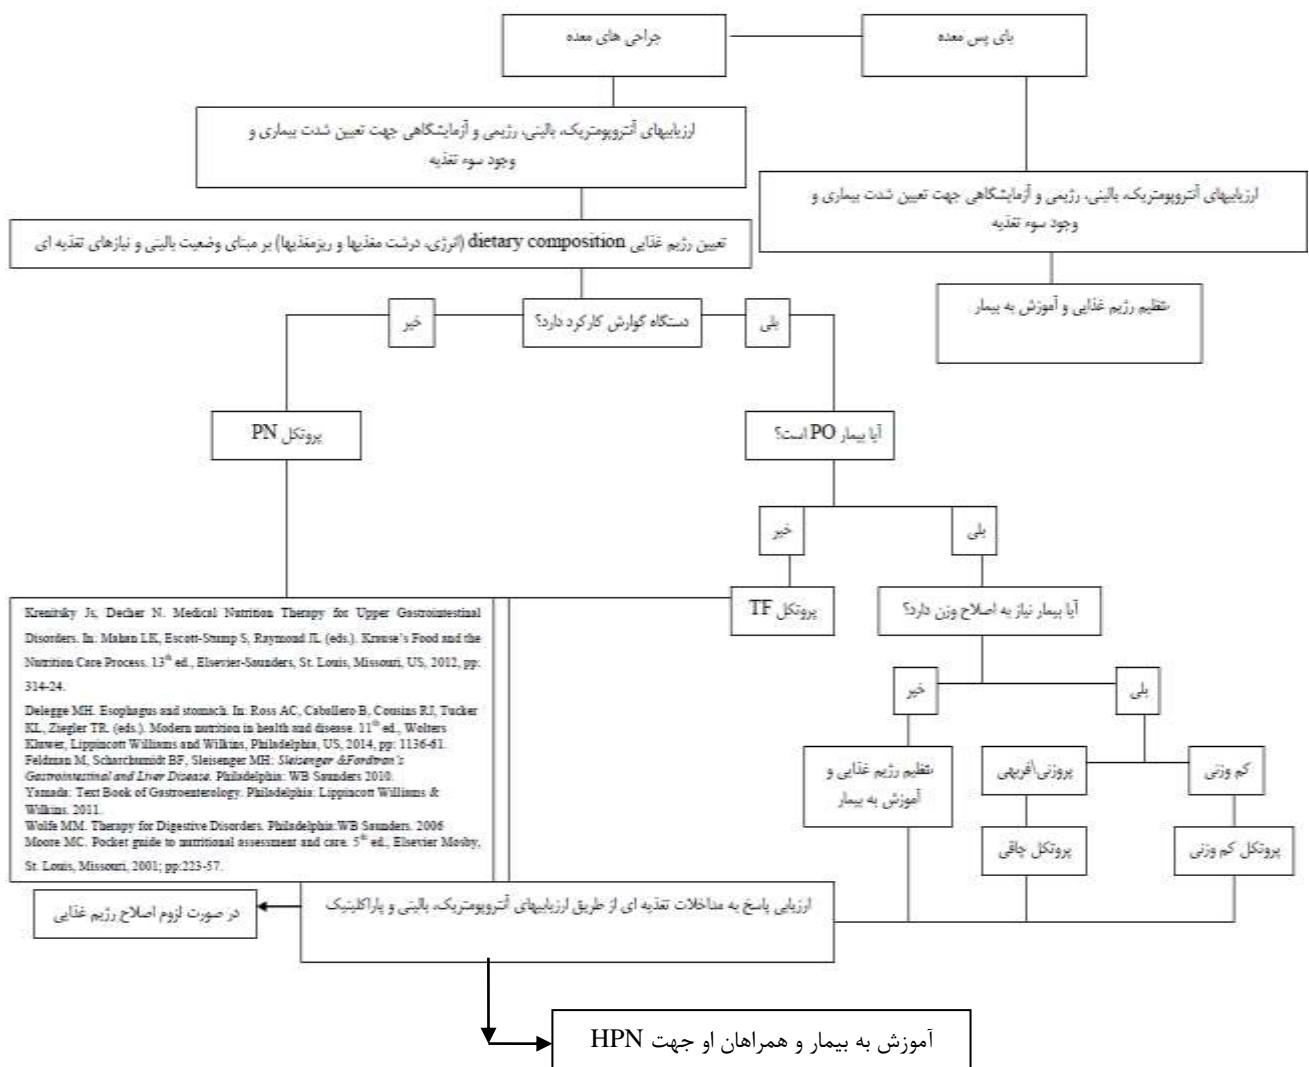 جراحی های معده
بای پس معده
ارزیابیهای آنتروپومتریک، بالینی، رژیمی و آزمایشگاهی جهت تعیین شدت بیماری و
وجود سوء تغذیه
ارزیابیهای آنتروپومتریک، بالینی، رژیمی و آزمایشگاهی جهت تعیین شدت بیماری و
وجود سوء تغذیه
تعیین رژیم غذایی dietary composition (انرژی، درشت مغذیها و ریزمغذیها) بر مبنای وضعیت بالینی و نیازهای تغذیه ای
تنظیم رژیم غذایی و آموزش به بیمار
دستگاه گوارش کارکرد دارد؟
بلی
خیر
پروتکل PN
آیا بیمار PO است؟
بلی
خیر
پروتکل TF
آیا بیمار نیاز به اصلاح وزن دارد؟
Krenitsky Js, Decher N. Medical Nutrition Therapy for Upper Gastrointestinal
Disorders. In: Mahan LK, Escott-Stump S, Raymond JL (eds.). Krause's Food and the
Nutrition Care Process. 13th ed., Elsevier-Saunders, St. Louis, Missouri, US, 2012, pp:
314-24.
Delegge MH. Esophagus and stomach. In: Ross AC, Caballero B, Cousins RJ, Tucker
KL, Ziegler TR. (eds.). Modern nutrition in health and disease. 11th ed., Wolters
Kluwer, Lippincott Williams and Wilkins, Philadelphia, US, 2014, pp: 1136-61.
Feldman M, Scharchumidt BF, Sleisenger MH: Sleisenger &Fordtran's
Gastrointestinal and Liver Disease. Philadelphia: WB Saunders 2010.
Yamada: Text Book of Gastroenterology. Philadelphia: Lippincott Williams &
Wilkins. 2011.
Wolfe MM. Therapy for Digestive Disorders. Philadelphia:WB Saunders. 2006
Moore MC. Pocket guide to nutritional assessment and care. 5th ed., Elsevier Mosby,
St. Louis, Missouri, 2001; pp:223-57.
بلی
خیر
تنظیم رژیم غذایی و
آموزش به بیمار
پروزنی\فربهی
کم وزنی
پروتکل چاقی
پروتکل کم وزنی
ارزیابی پاسخ به مداخلات تغذیه ای از طریق ارزیابیهای آنتروپومتریک، بالینی و پاراکلینیک
در صورت لزوم اصلاح رژیم غذایی
آموزش به بیمار و همراهان او جهت HPN